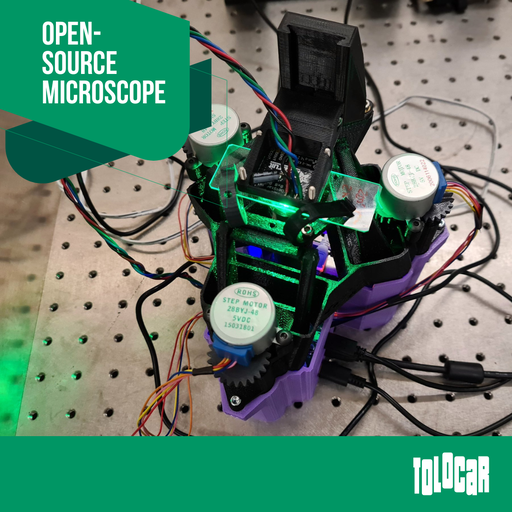 OPEN-
SOURCE
MICROSCOPE
RoHS
STEP MOTOR
28BYJ-48
5VDC
TOLOCAR